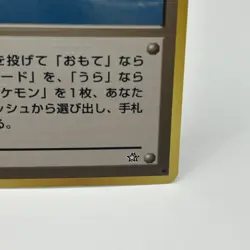 を投げて「おもて」なら
ード」を、「うら」なら
ケモン」を1枚、あなた
ッシュから選び出し、手札
る。